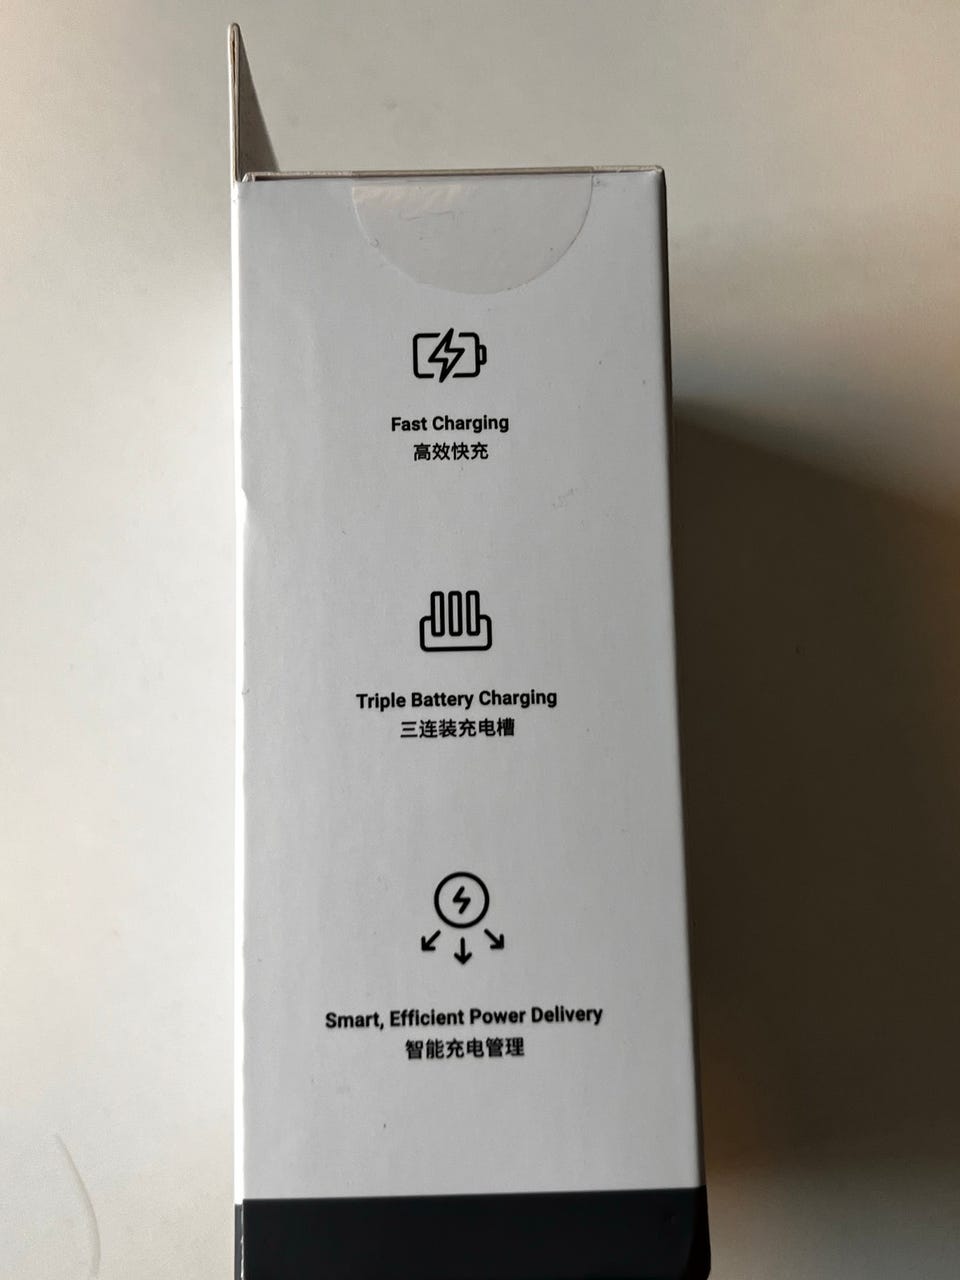 Fast Charging
高效快充
Triple Battery Charging
三连装充电槽
Smart, Efficient Power Delivery
智能充电管理